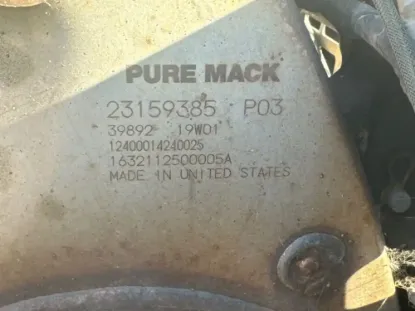 PURE MACK
23159385 P03
39892 19W01
12400014240025
1632112500005A
MADE IN UNITED STATES